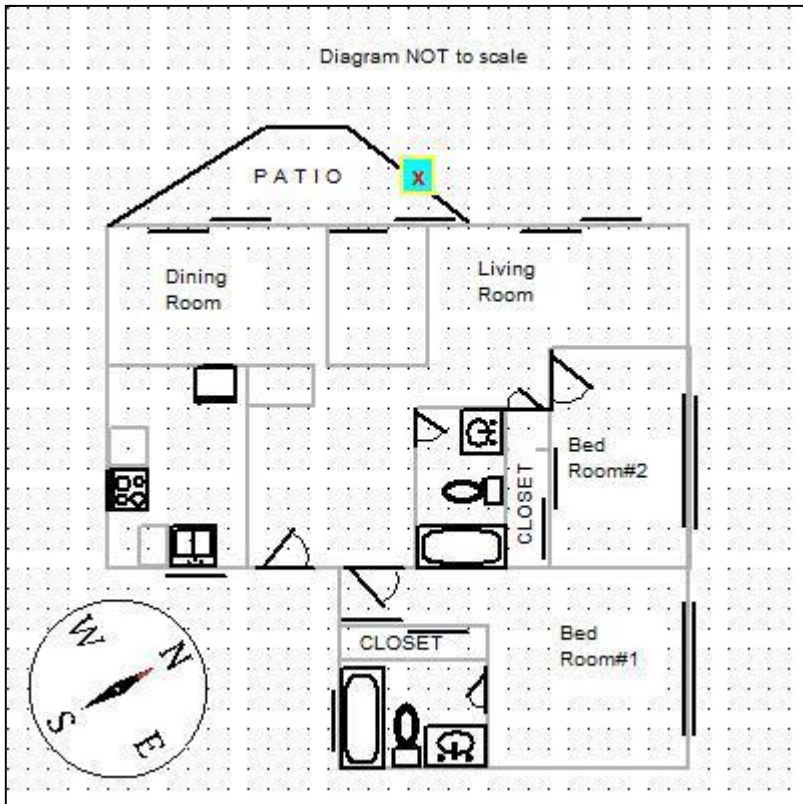 Diagram NOT to scale
PATIO
X
Dining
Room
Living
Room
Bed
Room#2
CLOSET
CLOSET
Bed
Room#1
W
N
S
E